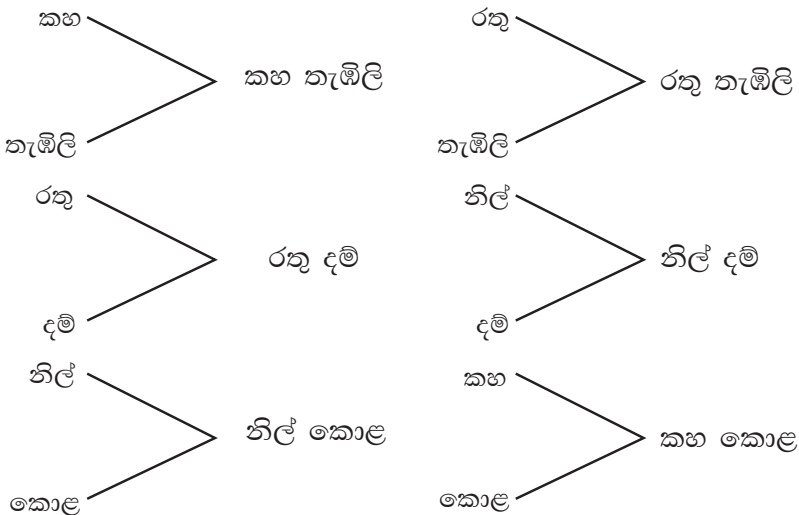 කහ
තැඹිලි
කහ තැඹිලි
රතු
තැඹිලි
රතු තැඹිලි
රතු
දම්
රතු දම්
නිල්
දම්
නිල් දම්
නිල්
කොළ
නිල් කොළ
කහ
කොළ
කහ කොළ